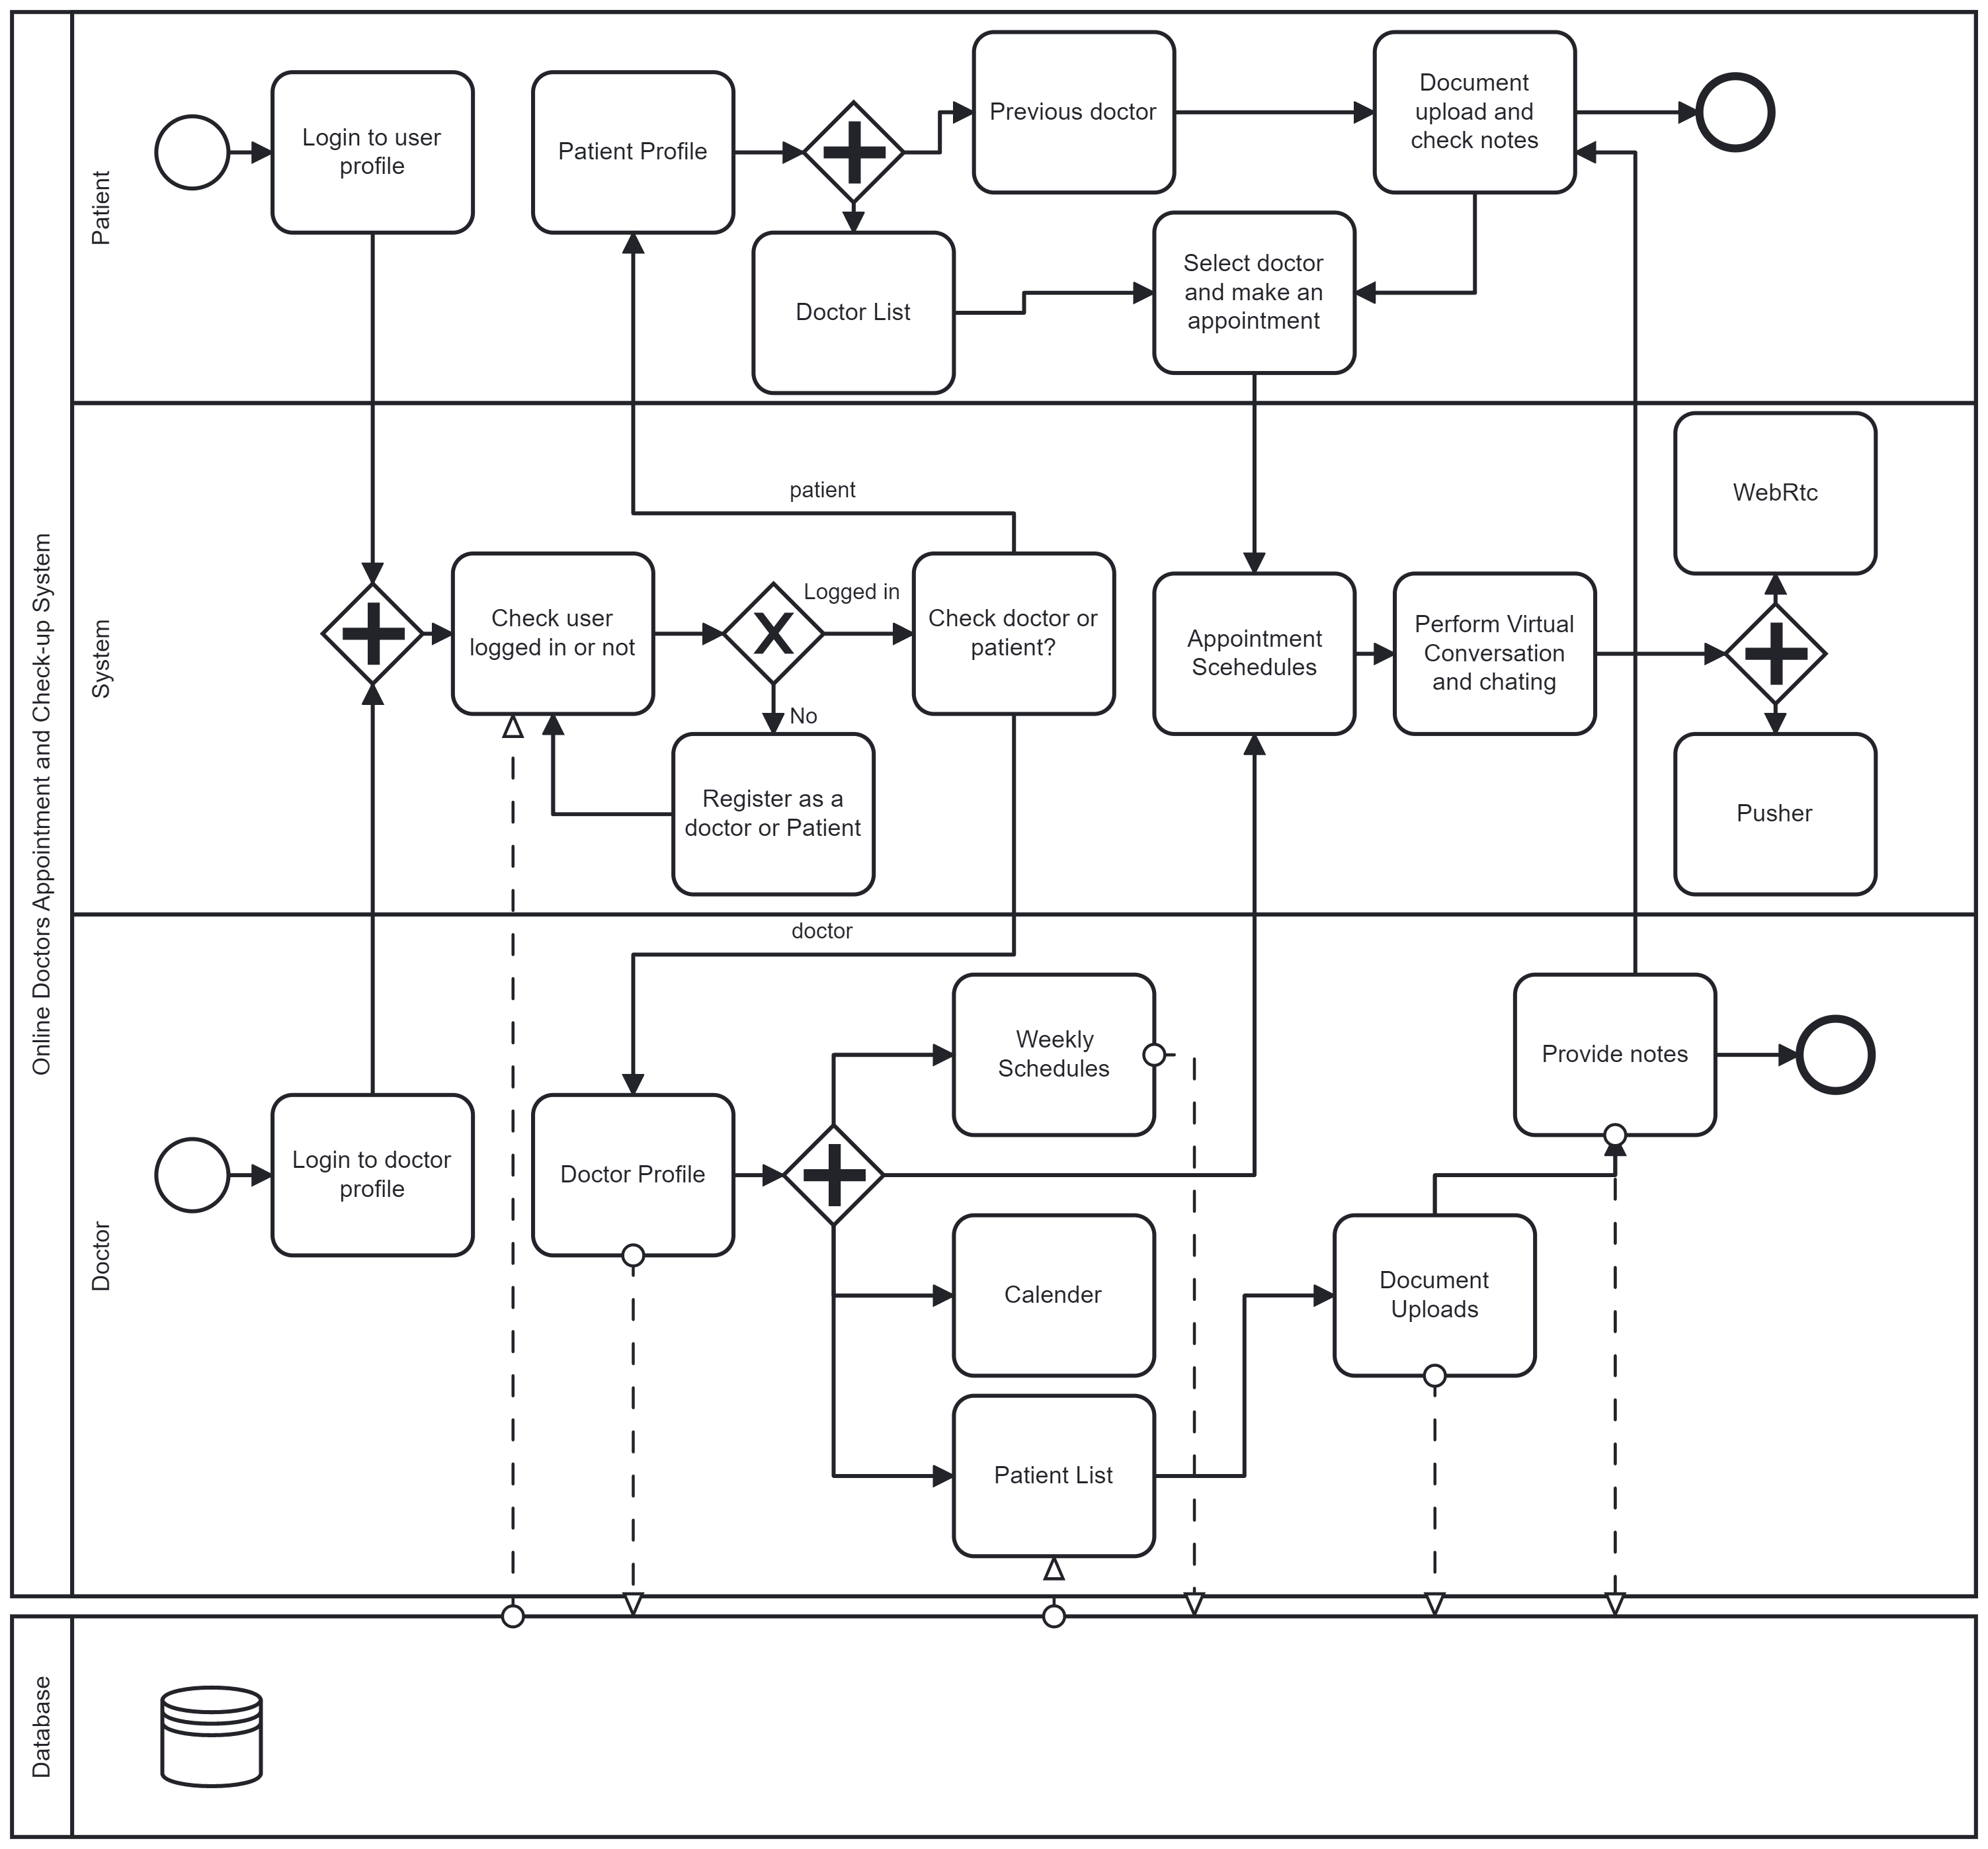 Online Doctors Appointment and Check-up System
Patient
Login to user
profile
Patient Profile
Previous doctor
Document
upload and
check notes
Doctor List
Select doctor
and make an
appointment
System
patient
Check user
logged in or not
Logged in
No
Check doctor or
patient?
Register as a
doctor or Patient
Appointment
Scehedules
Perform Virtual
Conversation
and chating
WebRtc
Pusher
Doctor
doctor
Login to doctor
profile
Doctor Profile
Weekly
Schedules
Calender
Patient List
Document
Uploads
Provide notes
Database